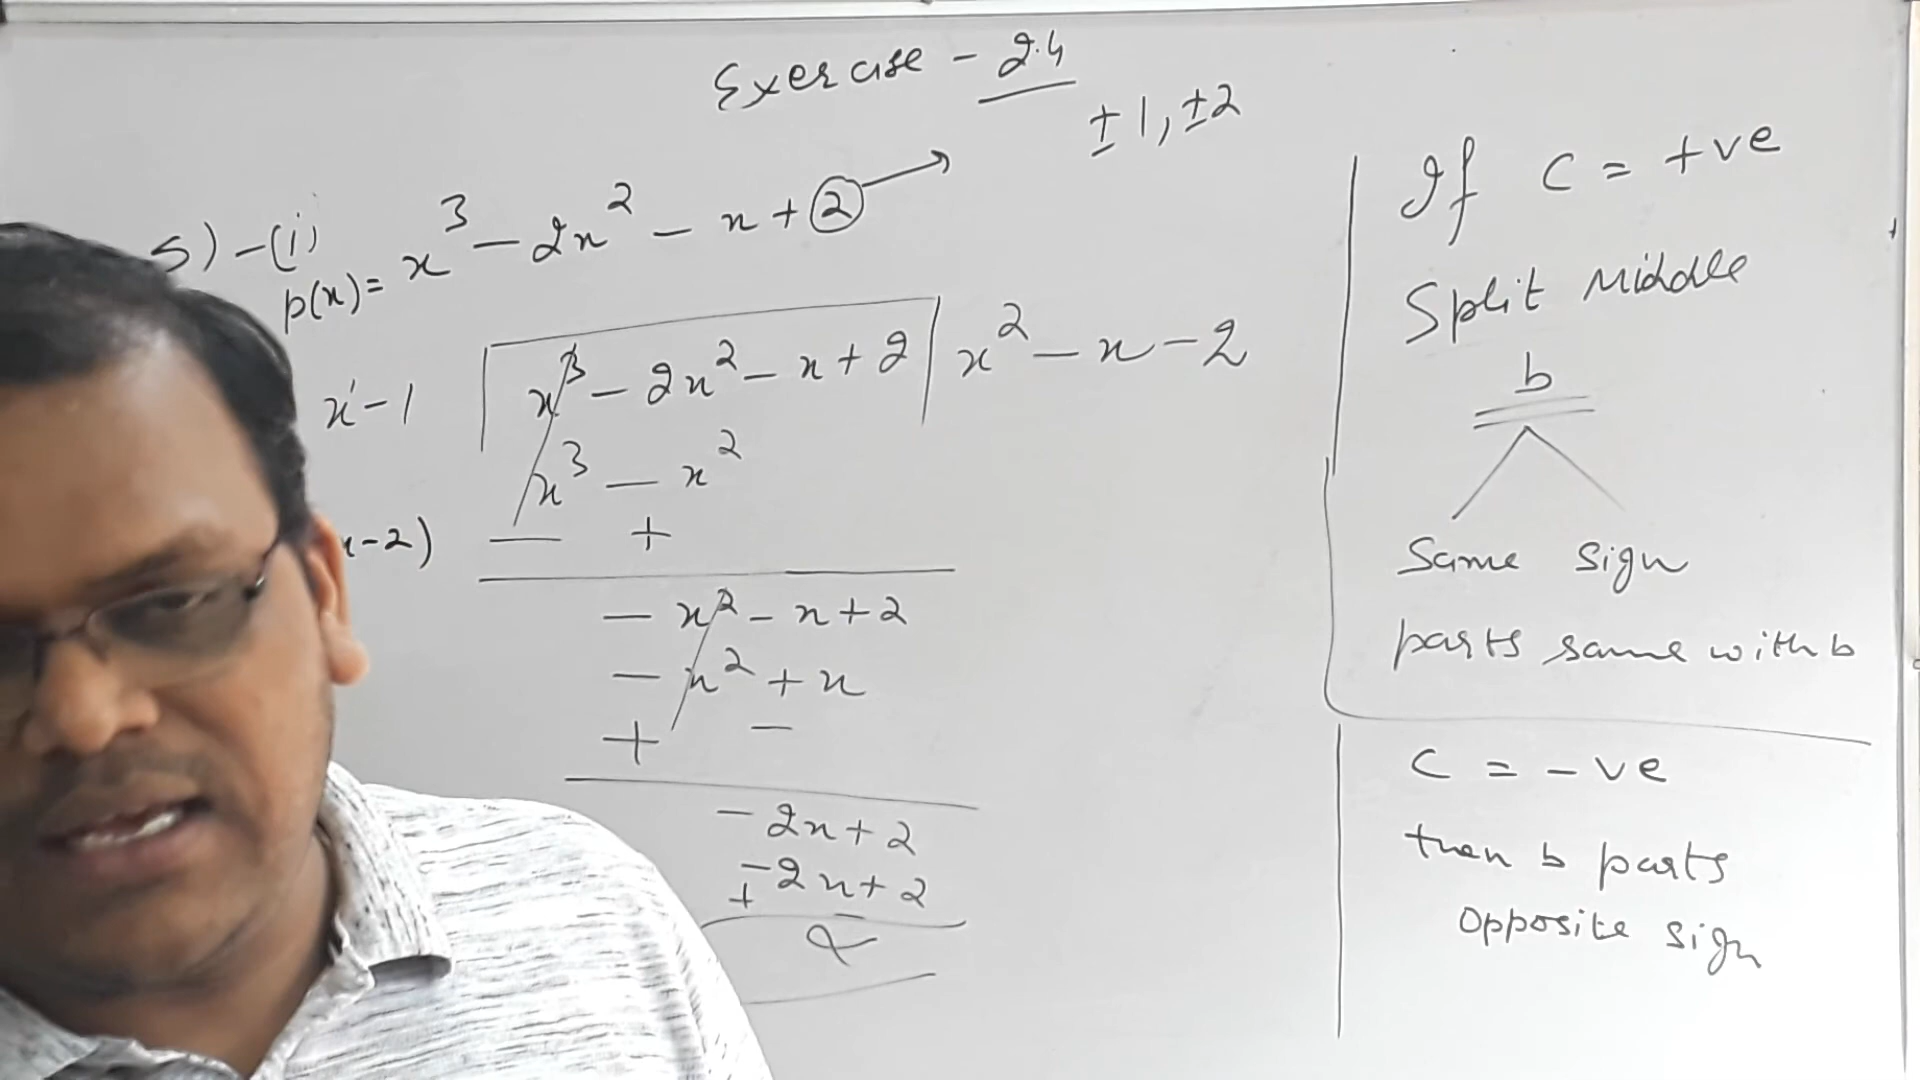 Exercise - 2.4
± 1, ±2
5) - (i)
p(x) = x³ - 2x² - x + 2
x - 1
x³ - 2x² - x + 2
x² - x - 2
x³ - x²
- +
x-2)
- x² - x + 2
- x² + x
+ -
- 2x + 2
- 2x + 2
+ -
If C = +ve
Split Middle
b
Same sign
parts same with b
C = -ve
then b parts
opposite sign